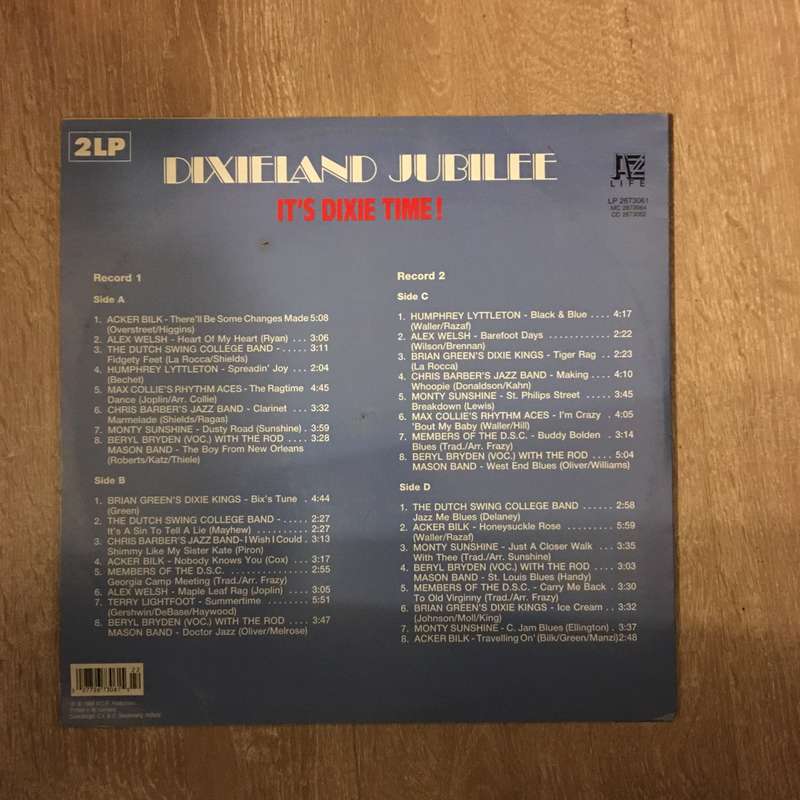 2LP
DIXIELAND JUBILEE
IT'S DIXIE TIME!
JAZZ
LIFE
LP 2673061
MC 2673064
CD 2673062
Record 1
Side A
1. ACKER BILK - There'll Be Some Changes Made 5:08
(Overstreet/Higgins)
2. ALEX WELSH - Heart Of My Heart (Ryan) ... 3:06
3. THE DUTCH SWING COLLEGE BAND - ..... 3:11
Fidgety Feet (La Rocca/Shields)
4. HUMPHREY LYTTLETON - Spreadin' Joy .... 2:04
(Bechet)
5. MAX COLLIE'S RHYTHM ACES - The Ragtime 4:45
Dance (Joplin/Arr. Collie)
6. CHRIS BARBER'S JAZZ BAND - Clarinet .... 3:32
Marmelade (Shields/Ragas)
7. MONTY SUNSHINE - Dusty Road (Sunshine) . 3:59
8. BERYL BRYDEN (VOC.) WITH THE ROD .... 3:28
MASON BAND - The Boy From New Orleans
(Roberts/Katz/Thiele)
Side B
1. BRIAN GREEN'S DIXIE KINGS - Bix's Tune . 4:44
(Green)
2. THE DUTCH SWING COLLEGE BAND - ..... 2:27
It's A Sin To Tell A Lie (Mayhew) .......... 2:27
3. CHRIS BARBER'S JAZZ BAND- I Wish I Could . 3:13
Shimmy Like My Sister Kate (Piron)
4. ACKER BILK - Nobody Knows You (Cox) . 3:17
5. MEMBERS OF THE D.S.C. - .............. 2:55
Georgia Camp Meeting (Trad./Arr. Frazy)
6. ALEX WELSH - Maple Leaf Rag (Joplin) .... 3:05
7. TERRY LIGHTFOOT - Summertime ....... 5:51
(Gershwin/DeBase/Haywood)
8. BERYL BRYDEN (VOC.) WITH THE ROD .... 3:47
MASON BAND - Doctor Jazz (Oliver/Melrose)
Record 2
Side C
1. HUMPHREY LYTTLETON - Black & Blue .... 4:17
(Waller/Razaf)
2. ALEX WELSH - Barefoot Days ............ 2:22
(Wilson/Brennan)
3. BRIAN GREEN'S DIXIE KINGS - Tiger Rag .. 2:23
(La Rocca)
4. CHRIS BARBER'S JAZZ BAND - Making .... 4:10
Whoopie (Donaldson/Kahn)
5. MONTY SUNSHINE - St. Philips Street ..... 3:45
Breakdown (Lewis)
6. MAX COLLIE'S RHYTHM ACES - I'm Crazy . 4:05
'Bout My Baby (Waller/Hill)
7. MEMBERS OF THE D.S.C. - Buddy Bolden . 3:14
Blues (Trad./Arr. Frazy)
8. BERYL BRYDEN (VOC.) WITH THE ROD .... 5:04
MASON BAND - West End Blues (Oliver/Williams)
Side D
1. THE DUTCH SWING COLLEGE BAND ...... 2:58
Jazz Me Blues (Delaney)
2. ACKER BILK - Honeysuckle Rose .......... 5:59
(Waller/Razaf)
3. MONTY SUNSHINE - Just A Closer Walk ... 3:35
With Thee (Trad./Arr. Sunshine)
4. BERYL BRYDEN (VOC.) WITH THE ROD .... 3:03
MASON BAND - St. Louis Blues (Handy)
5. MEMBERS OF THE D.S.C. - Carry Me Back . 3:30
To Old Virginny (Trad./Arr. Frazy)
6. BRIAN GREEN'S DIXIE KINGS - Ice Cream .. 3:32
(Johnson/Moll/King)
7. MONTY SUNSHINE - C. Jam Blues (Ellington) . 3:37
8. ACKER BILK - Travelling On' (Bilk/Green/Manzi) 2:48